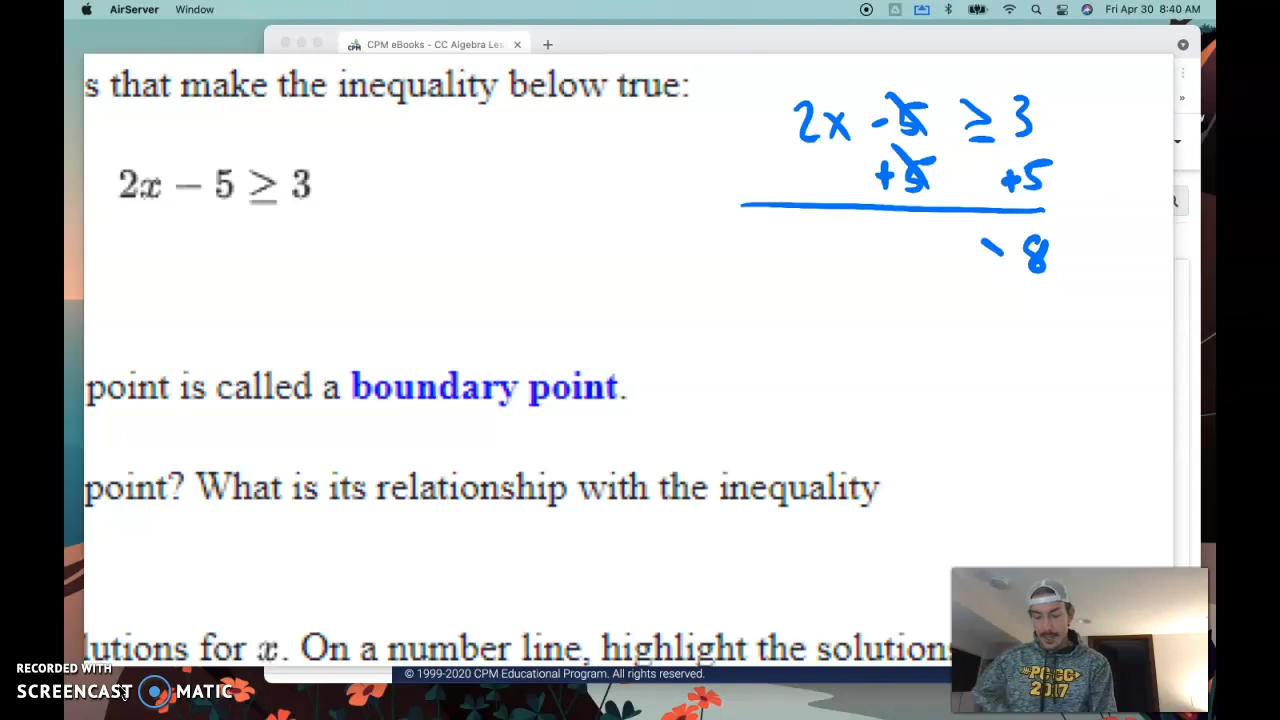 AirServer Window Fri Apr 30 8:40 AM
CPM eBooks - CC Algebra Les
s that make the inequality below true:
2x − 5 ≥ 3
2x - 5 ≥ 3
+5 +5
8
point is called a boundary point.
point? What is its relationship with the inequality
lutions for x. On a number line, highlight the solutions
© 1999-2020 CPM Educational Program. All rights reserved.
RECORDED WITH
SCREENCAST MATIC
2017